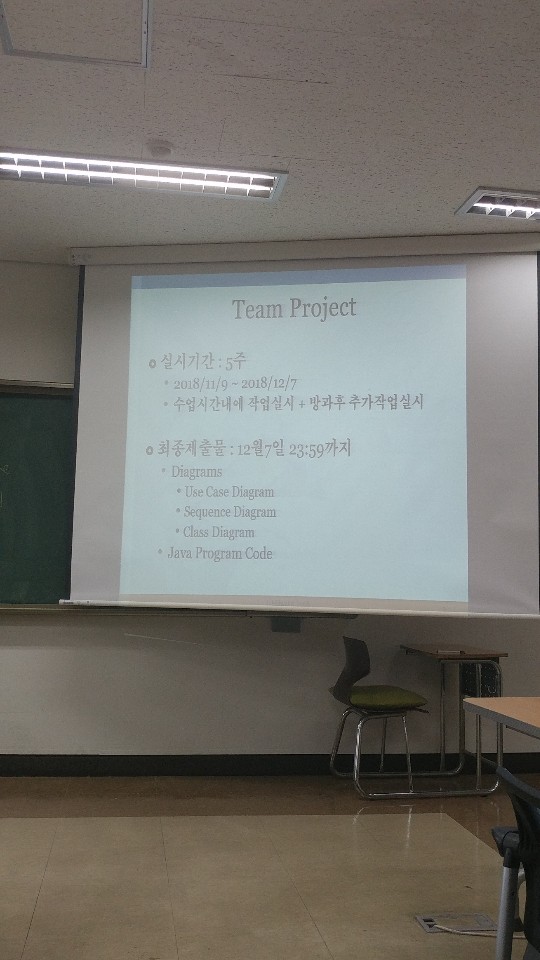 Team Project
실시기간 : 5주
2018/11/9 ~ 2018/12/7
수업시간내에 작업실시 + 방과후 추가작업실시
최종제출물 : 12월7일 23:59까지
Diagrams
Use Case Diagram
Sequence Diagram
Class Diagram
Java Program Code